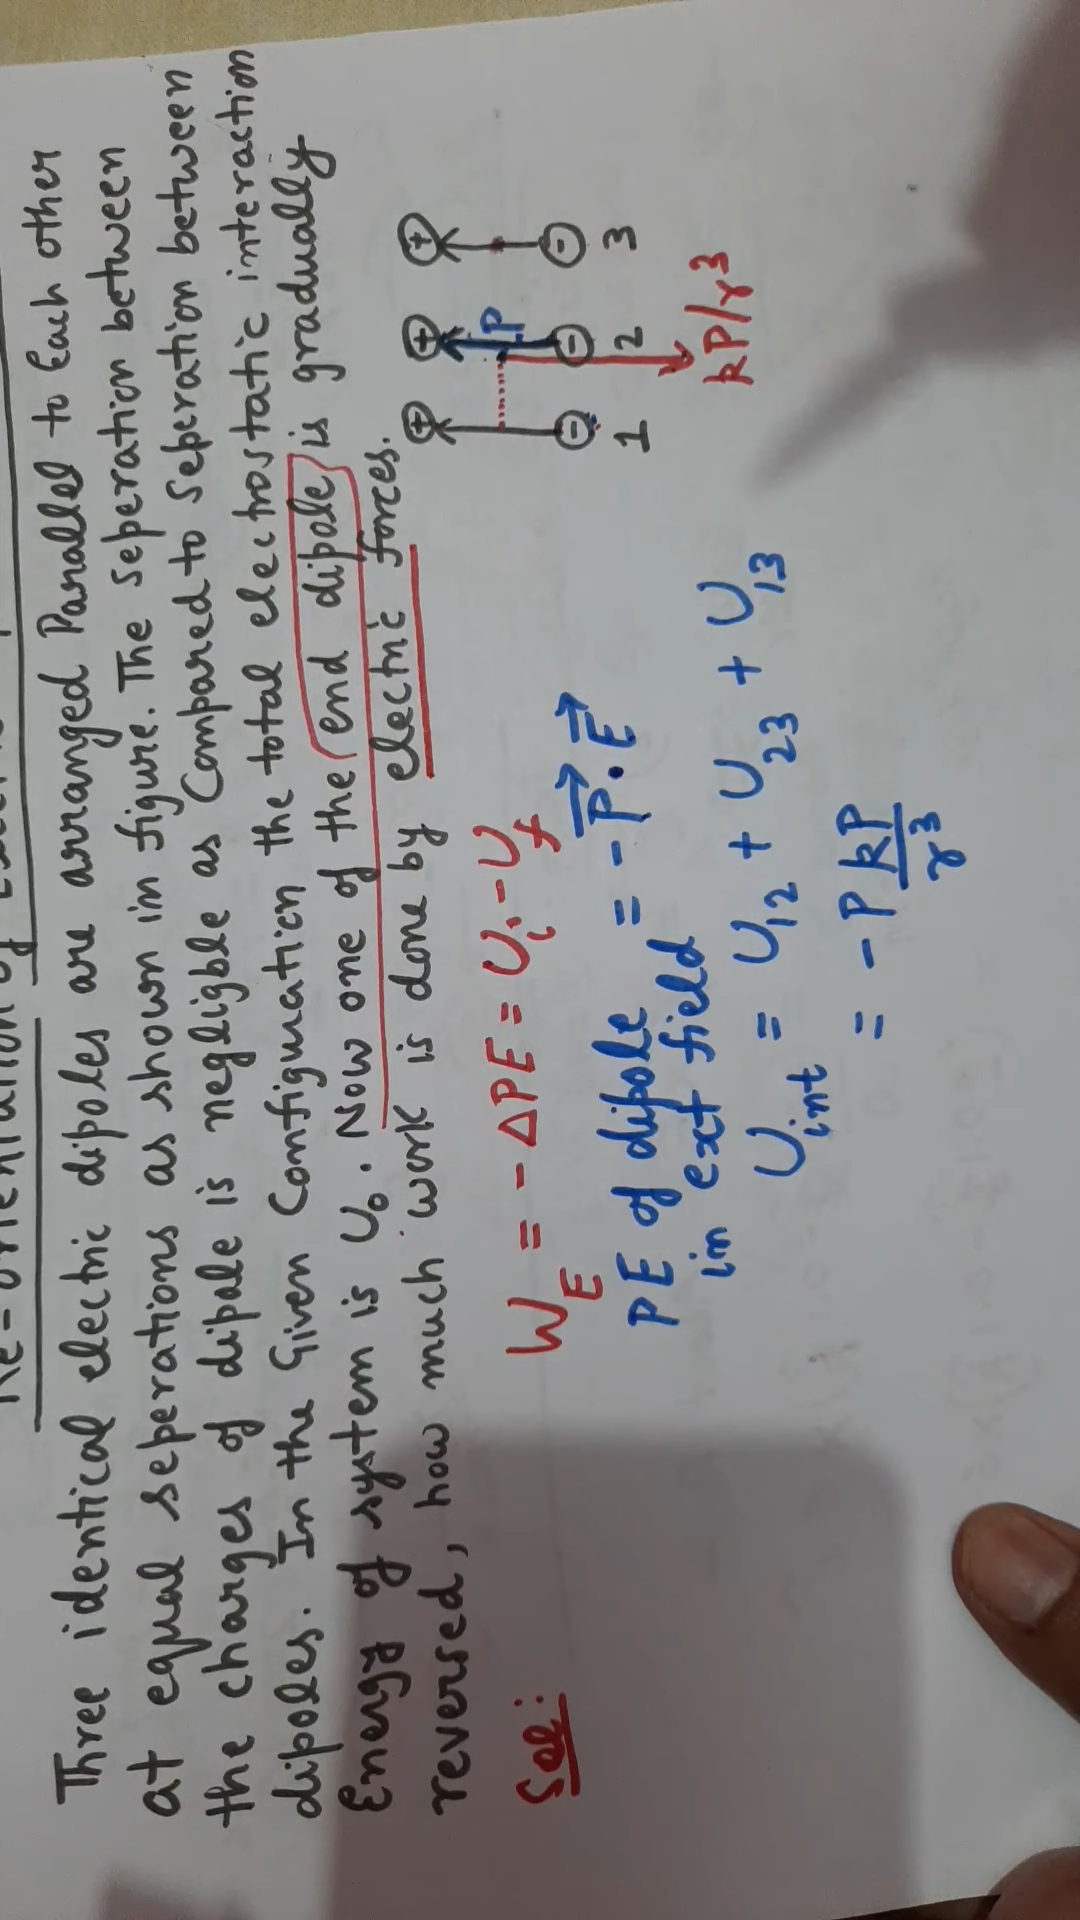 Three identical electric dipoles are arranged Parallel to Each other
at equal seperations as shown in figure. The seperation between
the charges of dipole is negligble as Compared to seperation between
dipoles. In the Given Configuration the total electrostatic interaction
Energy of system is U₀. Now one of the end dipole is gradually
reversed, how much work is done by electric forces.
Sol:
W_E = - ΔPE = U_i - U_f
PE of dipole = - P⃗ . E⃗
in ext field
U_int = U_12 + U_23 + U_13
= - P kP/r³
+ + +
P
- - -
1 2 3
kP/r³